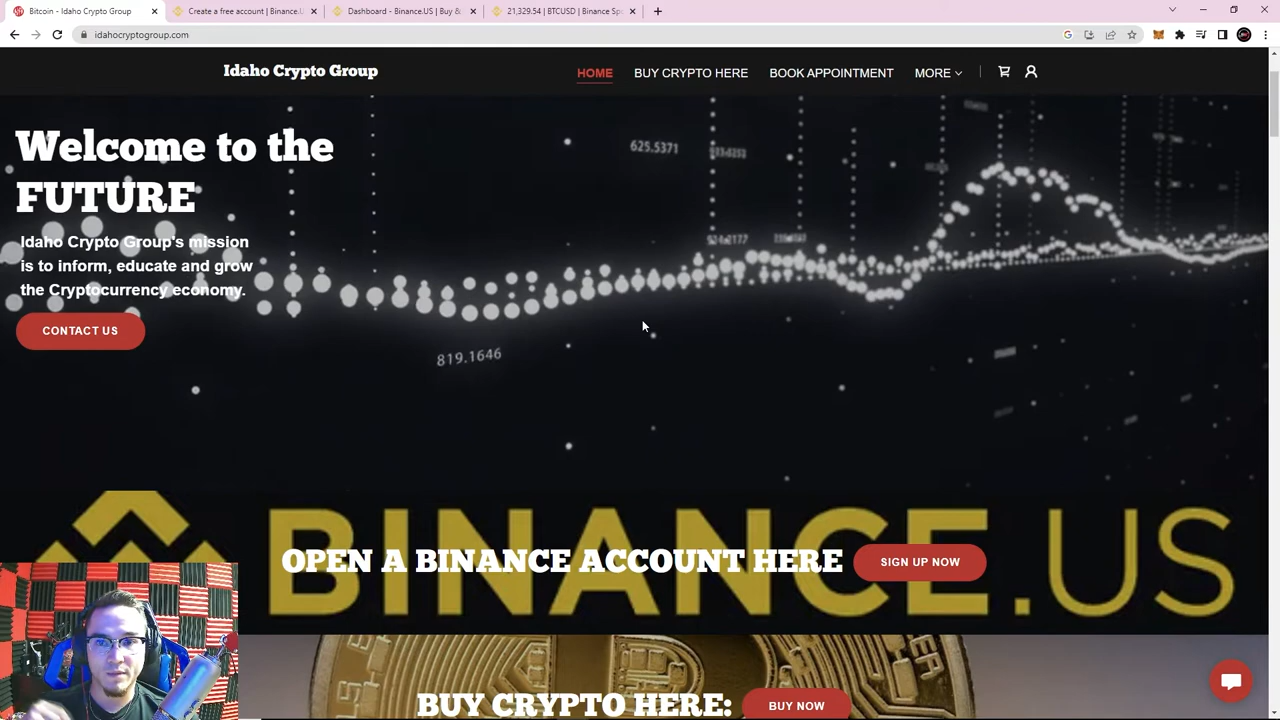 Bitcoin - Idaho Crypto Group
Create a free account | Binance.U
Dashboard - Binance.US | Buy &
21,329.54 | BTCUSD | Binance Sp
idahocryptogroup.com
Idaho Crypto Group
HOME
BUY CRYPTO HERE
BOOK APPOINTMENT
MORE
Welcome to the
FUTURE
625.5371
Idaho Crypto Group's mission
is to inform, educate and grow
the Cryptocurrency economy.
CONTACT US
819.1646
BINANCE.US
OPEN A BINANCE ACCOUNT HERE
SIGN UP NOW
BUY CRYPTO HERE:
BUY NOW